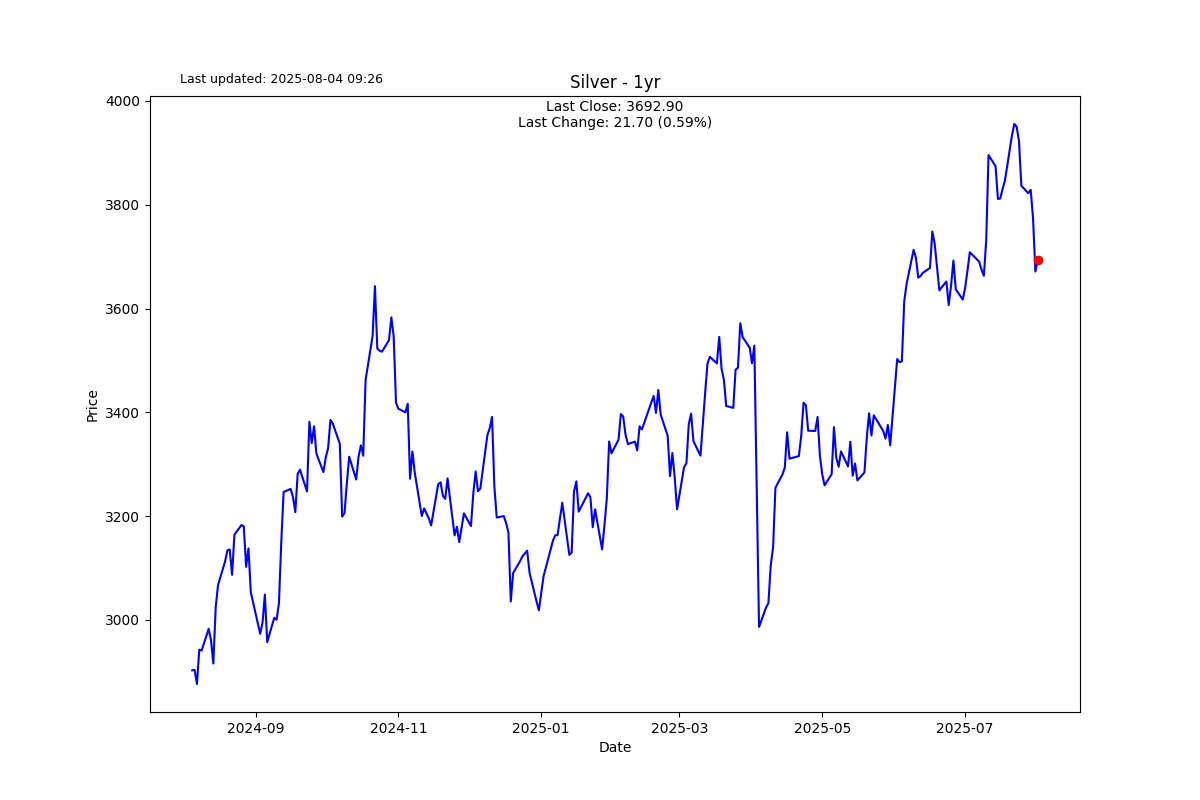 Last updated: 2025-08-04 09:26
Silver - 1yr
Last Close: 3692.90
Last Change: 21.70 (0.59%)
4000
3800
3600
3400
3200
3000
Price
2024-09
2024-11
2025-01
2025-03
2025-05
2025-07
Date